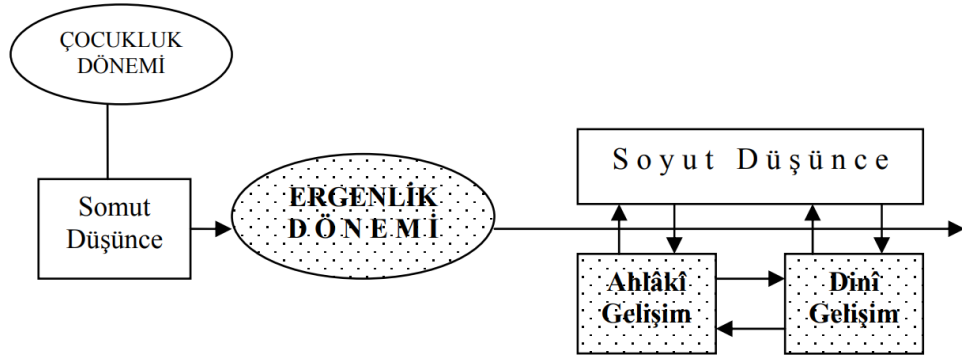 ÇOCUKLUK
DÖNEMİ
Somut
Düşünce
ERGENLİK
DÖNEMİ
Soyut Düşünce
Ahlâkî
Gelişim
Dinî
Gelişim